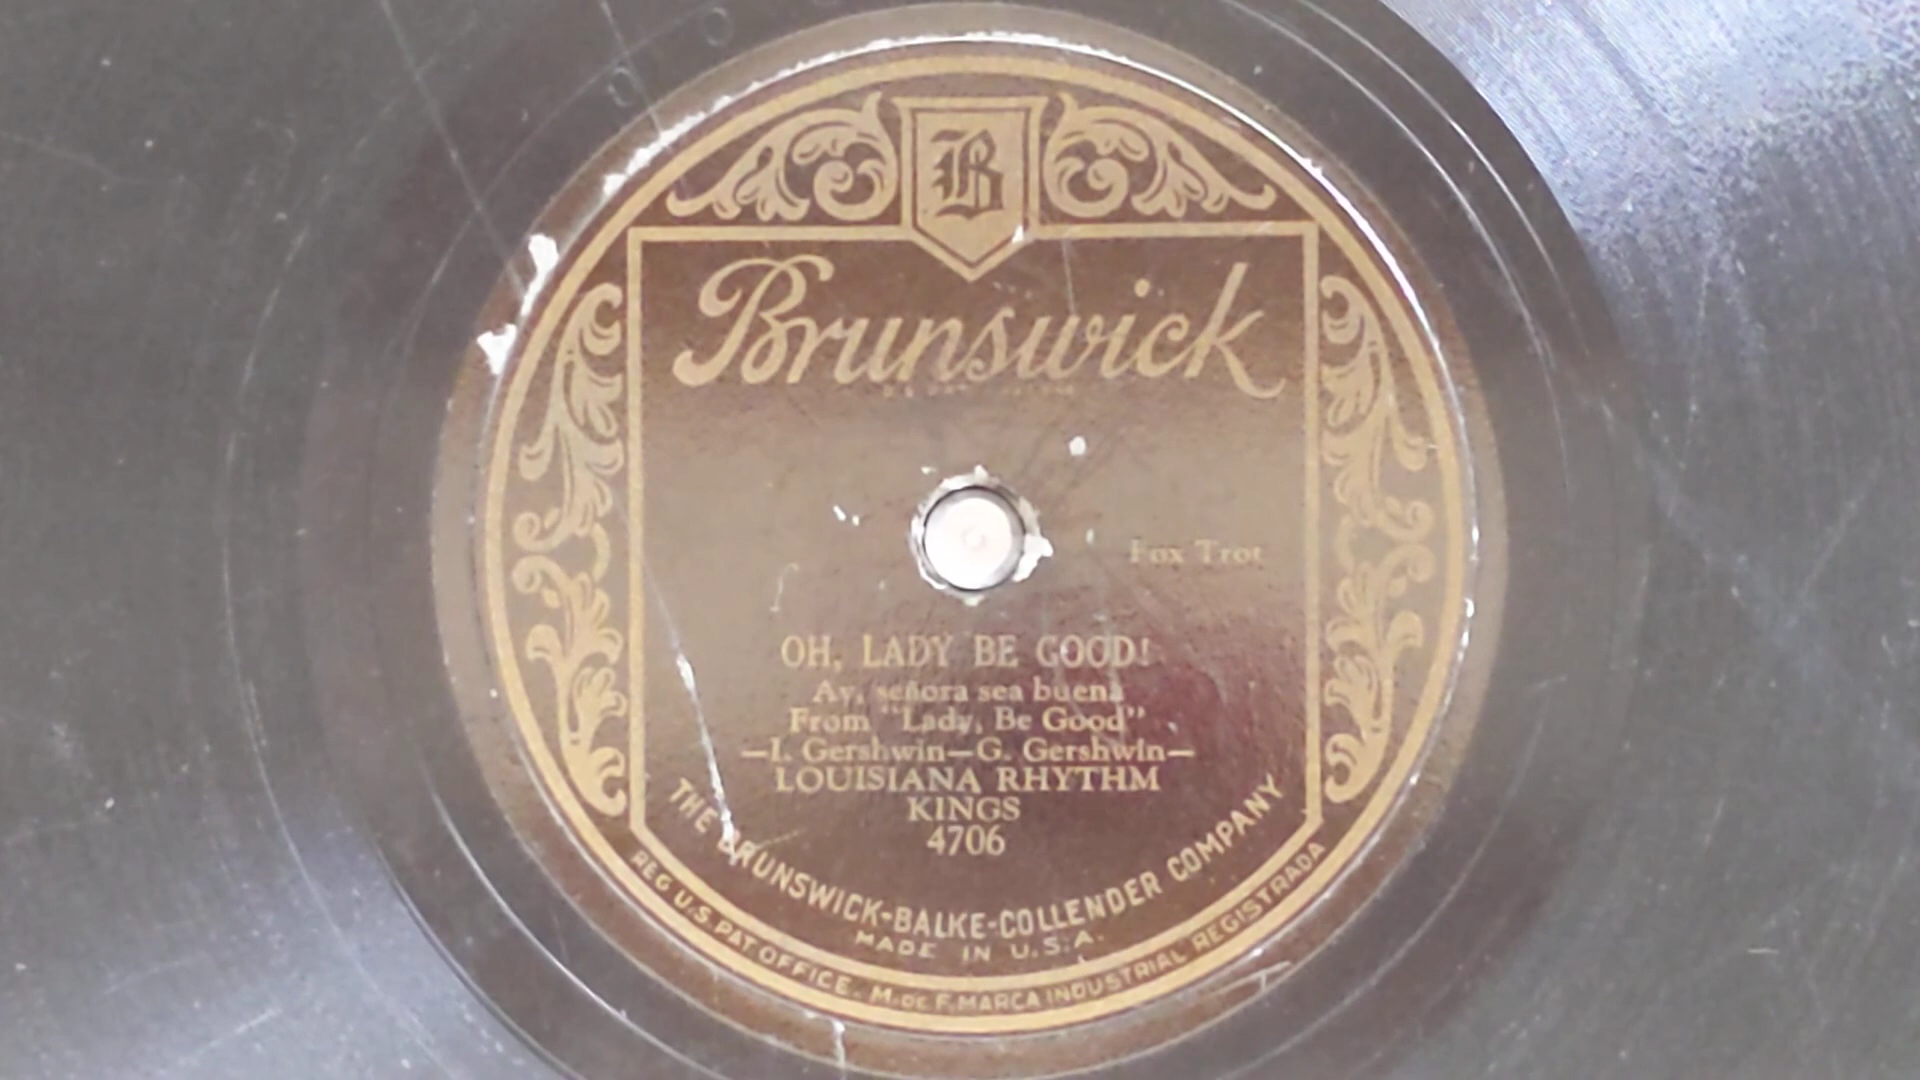 B
Brunswick
Fox Trot
OH, LADY BE GOOD!
Ay, señora sea buena
From "Lady, Be Good"
—I. Gershwin—G. Gershwin—
LOUISIANA RHYTHM
KINGS
4706
THE BRUNSWICK-BALKE-COLLENDER COMPANY
MADE IN U.S.A.
REG U.S. PAT. OFFICE. M. DE F. MARCA INDUSTRIAL REGISTRADA